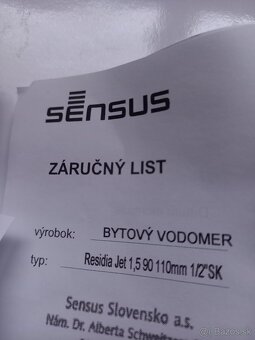 SENSUS
ZÁRUČNÝ LIST
výrobok: BYTOVÝ VODOMER
typ: Residia Jet 1,5 90 110mm 1/2"SK
Sensus Slovensko a.s.
Nám. Dr. Alberta Schweitzera